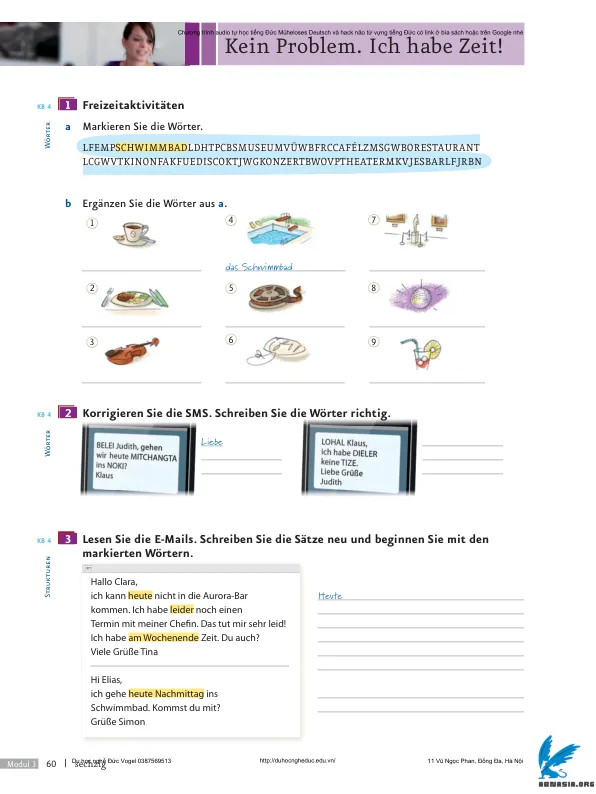 Chương trình audio tự học tiếng Đức Müheloses Deutsch và hack não từ vựng tiếng Đức có link ở bìa sách hoặc trên Google nhé
Kein Problem. Ich habe Zeit!
KB 4
1 Freizeitaktivitäten
WÖRTER
a Markieren Sie die Wörter.
LFEMPSCHWIMMBADLDHTPCBSMUSEUMVÜWBFRCCAFÉLZMSGWBORESTAURANT
LCGWVTKINONFAKFUEDISCOKTJWGKONZERTBWOVPTHEATERMKVJESBARLFJRBN
b Ergänzen Sie die Wörter aus a.
1
4
7
das Schwimmbad
2
5
8
3
6
9
KB 4
2 Korrigieren Sie die SMS. Schreiben Sie die Wörter richtig.
WÖRTER
BELEI Judith, gehen
wir heute MITCHANGTA
ins NOKI?
Klaus
Liebe
LOHAL Klaus,
ich habe DIELER
keine TIZE.
Liebe Grüße
Judith
KB 4
3 Lesen Sie die E-Mails. Schreiben Sie die Sätze neu und beginnen Sie mit den
markierten Wörtern.
STRUKTUREN
Hallo Clara,
ich kann heute nicht in die Aurora-Bar
kommen. Ich habe leider noch einen
Termin mit meiner Chefin. Das tut mir sehr leid!
Ich habe am Wochenende Zeit. Du auch?
Viele Grüße Tina
Hi Elias,
ich gehe heute Nachmittag ins
Schwimmbad. Kommst du mit?
Grüße Simon
Heute
Modul 3
60 | sechzig
Du học nghề Đức Vogel 0387569513
http://duhocngheduc.edu.vn/
11 Vũ Ngọc Phan, Đống Đa, Hà Nội
ABMASIA.ORG